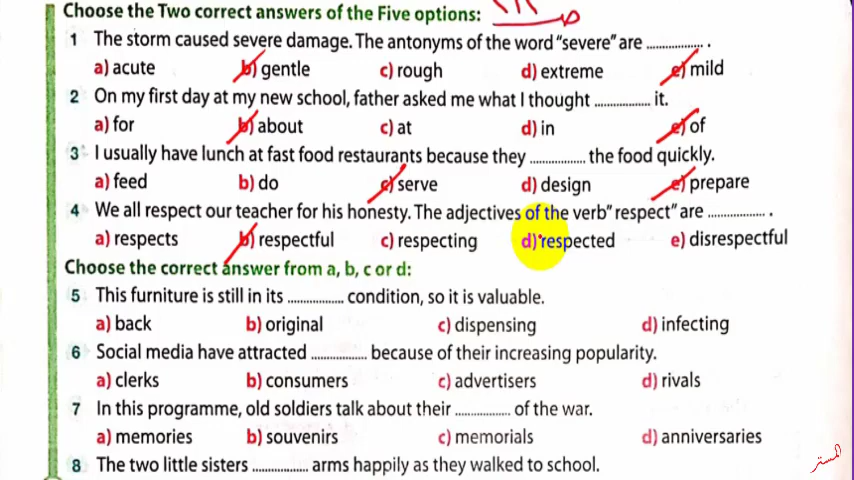 Choose the Two correct answers of the Five options:
1 The storm caused severe damage. The antonyms of the word "severe" are ................ .
a) acute b) gentle c) rough d) extreme e) mild
2 On my first day at my new school, father asked me what I thought ................ it.
a) for b) about c) at d) in e) of
3 I usually have lunch at fast food restaurants because they ................ the food quickly.
a) feed b) do c) serve d) design e) prepare
4 We all respect our teacher for his honesty. The adjectives of the verb" respect" are ................ .
a) respects b) respectful c) respecting d) respected e) disrespectful
Choose the correct answer from a, b, c or d:
5 This furniture is still in its ................ condition, so it is valuable.
a) back b) original c) dispensing d) infecting
6 Social media have attracted ................ because of their increasing popularity.
a) clerks b) consumers c) advertisers d) rivals
7 In this programme, old soldiers talk about their ................ of the war.
a) memories b) souvenirs c) memorials d) anniversaries
8 The two little sisters ................ arms happily as they walked to school.
المستر